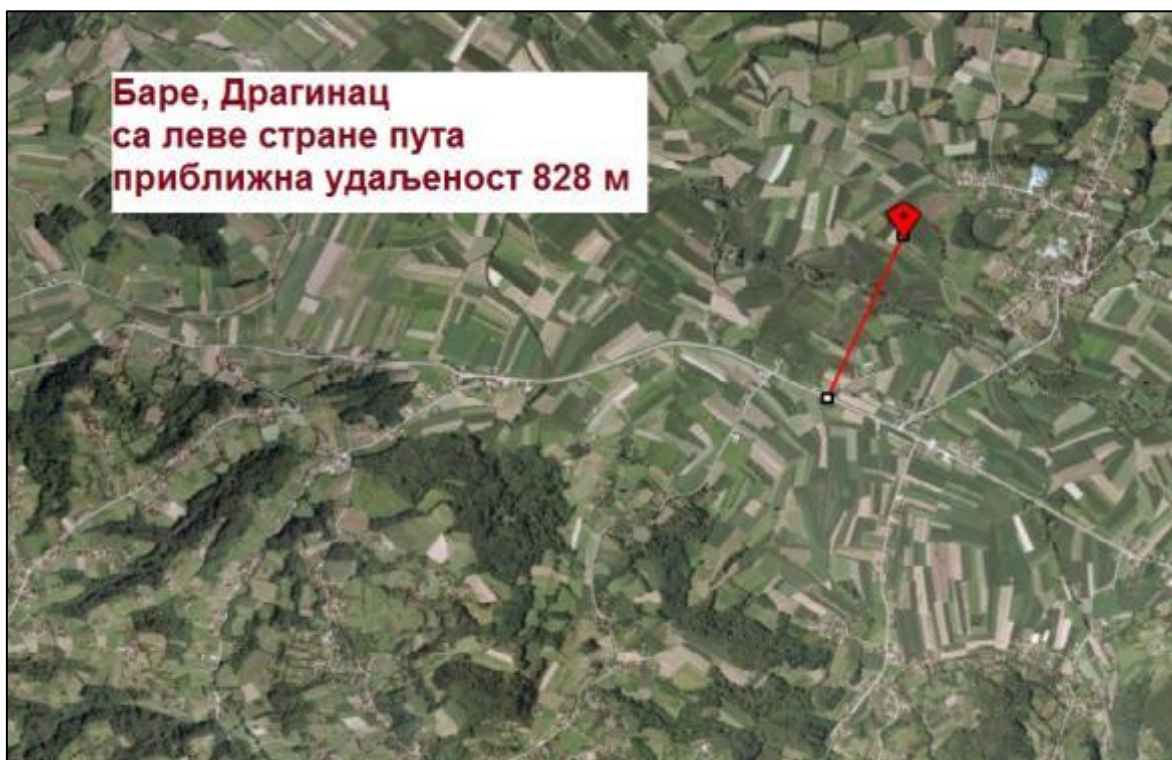 Баре, Драгинац
са леве стране пута
приближна удаљеност 828 м